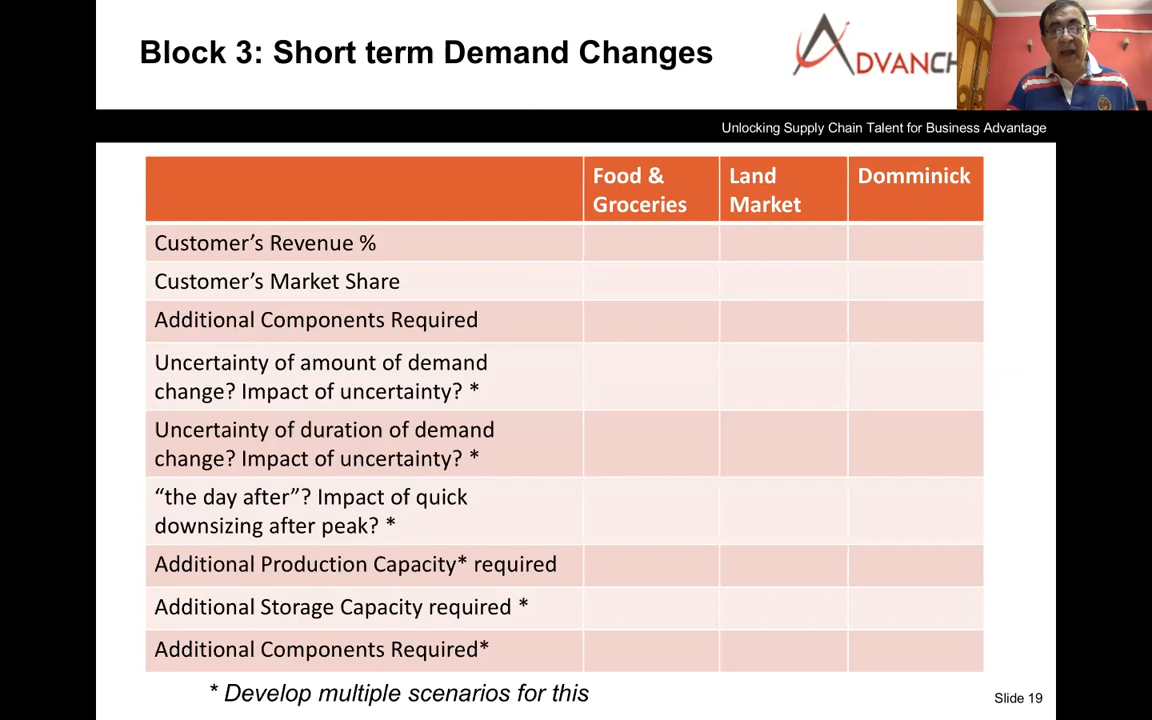 Block 3: Short term Demand Changes
ADVANCH
Unlocking Supply Chain Talent for Business Advantage
Food & Groceries
Land Market
Domminick
Customer's Revenue %
Customer's Market Share
Additional Components Required
Uncertainty of amount of demand
change? Impact of uncertainty? *
Uncertainty of duration of demand
change? Impact of uncertainty? *
“the day after”? Impact of quick
downsizing after peak? *
Additional Production Capacity* required
Additional Storage Capacity required *
Additional Components Required*
* Develop multiple scenarios for this
Slide 19